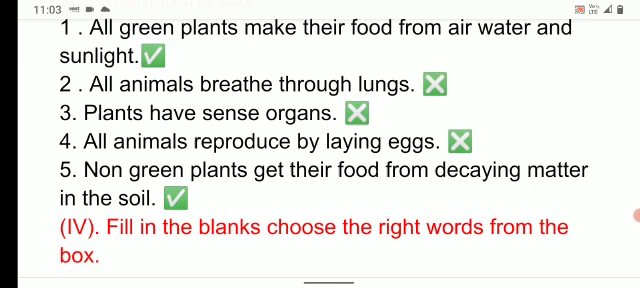 11:03
1 . All green plants make their food from air water and
sunlight.✅
2 . All animals breathe through lungs. ❎
3. Plants have sense organs. ❎
4. All animals reproduce by laying eggs. ❎
5. Non green plants get their food from decaying matter
in the soil. ✅
(IV). Fill in the blanks choose the right words from the
box.